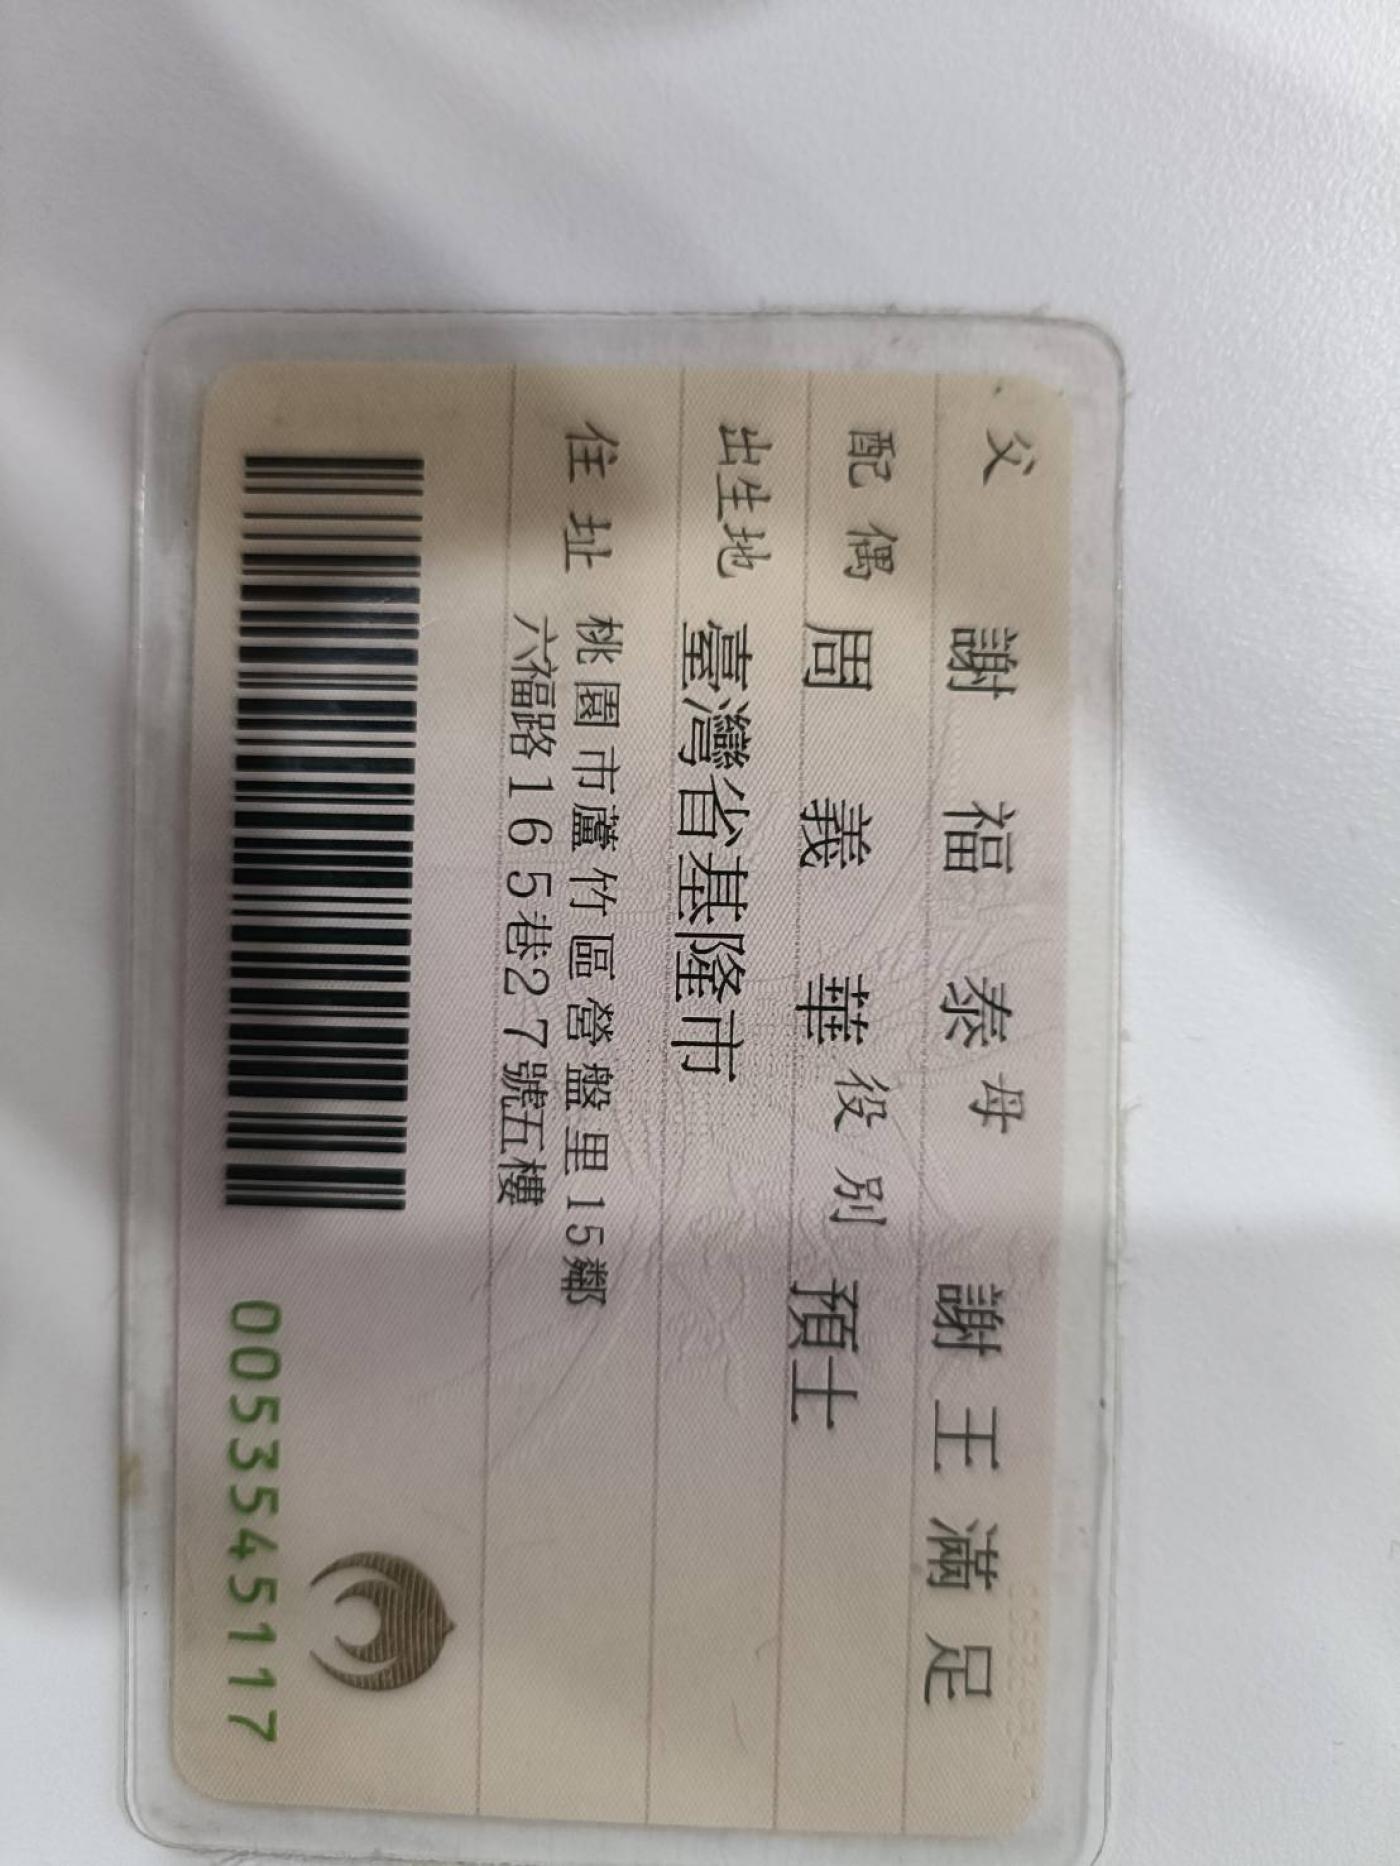 父 謝福泰 母 謝王滿足
配偶 周義華 役別 預士
出生地 臺灣省基隆市
住址 桃園市蘆竹區營盤里15鄰
六福路165巷27號五樓
0053545117